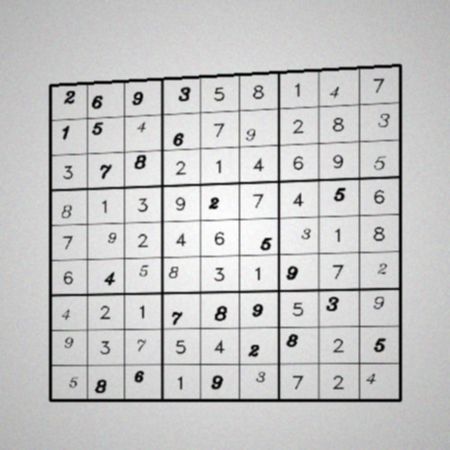 2 6 9 3 5 8 1 4 7
1 5 4 6 7 9 2 8 3
3 7 8 2 1 4 6 9 5
8 1 3 9 2 7 4 5 6
7 9 2 4 6 5 3 1 8
6 4 5 8 3 1 9 7 2
4 2 1 7 8 9 5 3 9
9 3 7 5 4 2 8 2 5
5 8 6 1 9 3 7 2 4